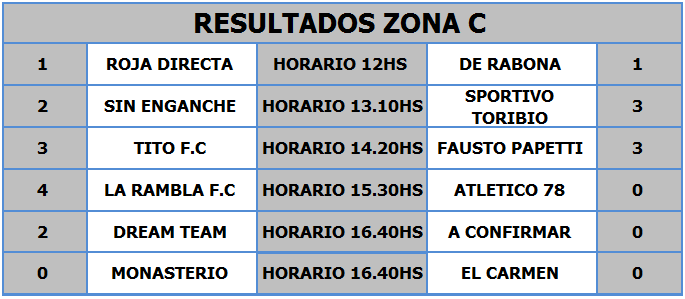 RESULTADOS ZONA C
1 ROJA DIRECTA HORARIO 12HS DE RABONA 1
2 SIN ENGANCHE HORARIO 13.10HS SPORTIVO TORIBIO 3
3 TITO F.C HORARIO 14.20HS FAUSTO PAPETTI 3
4 LA RAMBLA F.C HORARIO 15.30HS ATLETICO 78 0
2 DREAM TEAM HORARIO 16.40HS A CONFIRMAR 0
0 MONASTERIO HORARIO 16.40HS EL CARMEN 0